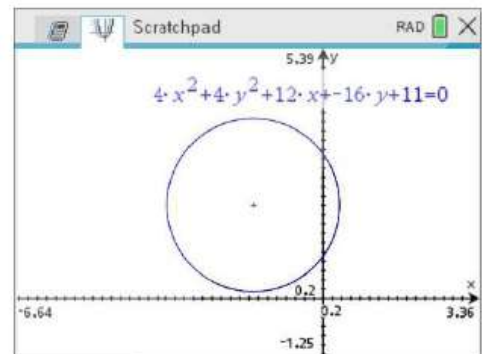 Scratchpad RAD
5.39 y
4· x²+4· y²+12· x+-16· y+11=0
0.2 x
-6.64 0.2 3.36
-1.25